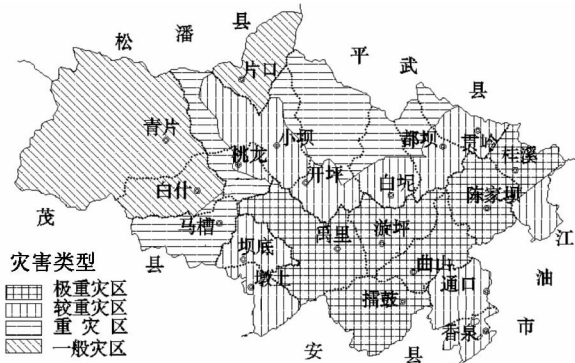 松潘县
平武县
茂县
安县
江油市
片口
青片
小坝
桃龙
都坝
贯岭
桂溪
开坪
白坭
白什
陈家坝
马槽
坝底
禹里
漩坪
墩上
曲山
通口
擂鼓
香泉
灾害类型
极重灾区
较重灾区
重灾区
一般灾区